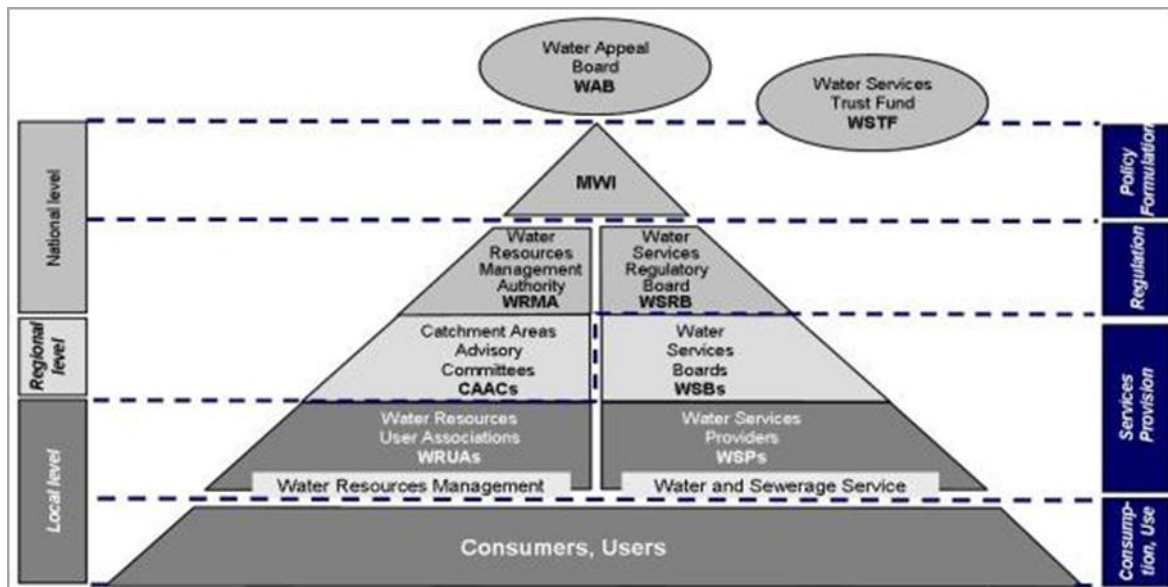 Water Appeal
Board
WAB
Water Services
Trust Fund
WSTF
National level
MWI
Policy
Formulation
Water
Resources
Management
Authority
WRMA
Water
Services
Regulatory
Board
WSRB
Regulation
Regional
level
Catchment Areas
Advisory
Committees
CAACs
Water
Services
Boards
WSBs
Services
Provision
Local level
Water Resources
User Associations
WRUAs
Water Services
Providers
WSPs
Water Resources Management
Water and Sewerage Service
Consumers, Users
Consump-
tion, Use